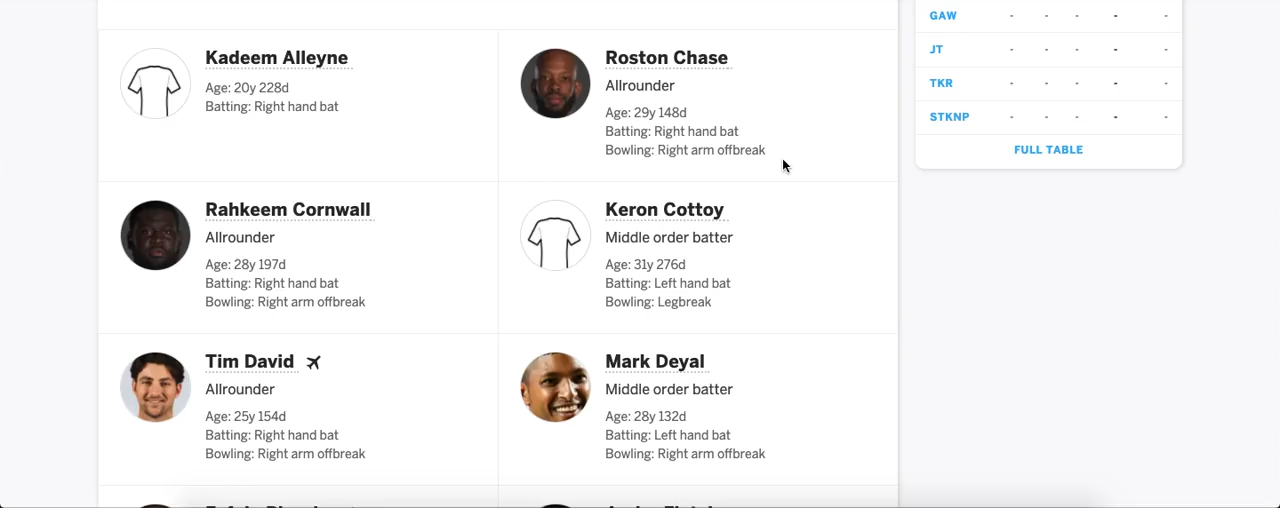 Kadeem Alleyne
Age: 20y 228d
Batting: Right hand bat
Roston Chase
Allrounder
Age: 29y 148d
Batting: Right hand bat
Bowling: Right arm offbreak
Rahkeem Cornwall
Allrounder
Age: 28y 197d
Batting: Right hand bat
Bowling: Right arm offbreak
Keron Cottoy
Middle order batter
Age: 31y 276d
Batting: Left hand bat
Bowling: Legbreak
Tim David
Allrounder
Age: 25y 154d
Batting: Right hand bat
Bowling: Right arm offbreak
Mark Deyal
Middle order batter
Age: 28y 132d
Batting: Left hand bat
Bowling: Right arm offbreak
GAW - - - - -
JT - - - - -
TKR - - - - -
STKNP - - - - -
FULL TABLE